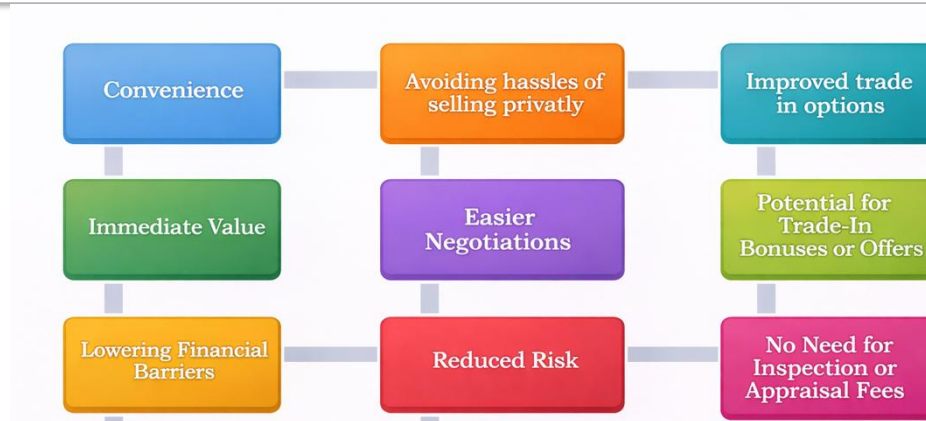 Convenience
Avoiding hassles of
selling privatly
Improved trade
in options
Immediate Value
Easier
Negotiations
Potential for
Trade-In
Bonuses or Offers
Lowering Financial
Barriers
Reduced Risk
No Need for
Inspection or
Appraisal Fees